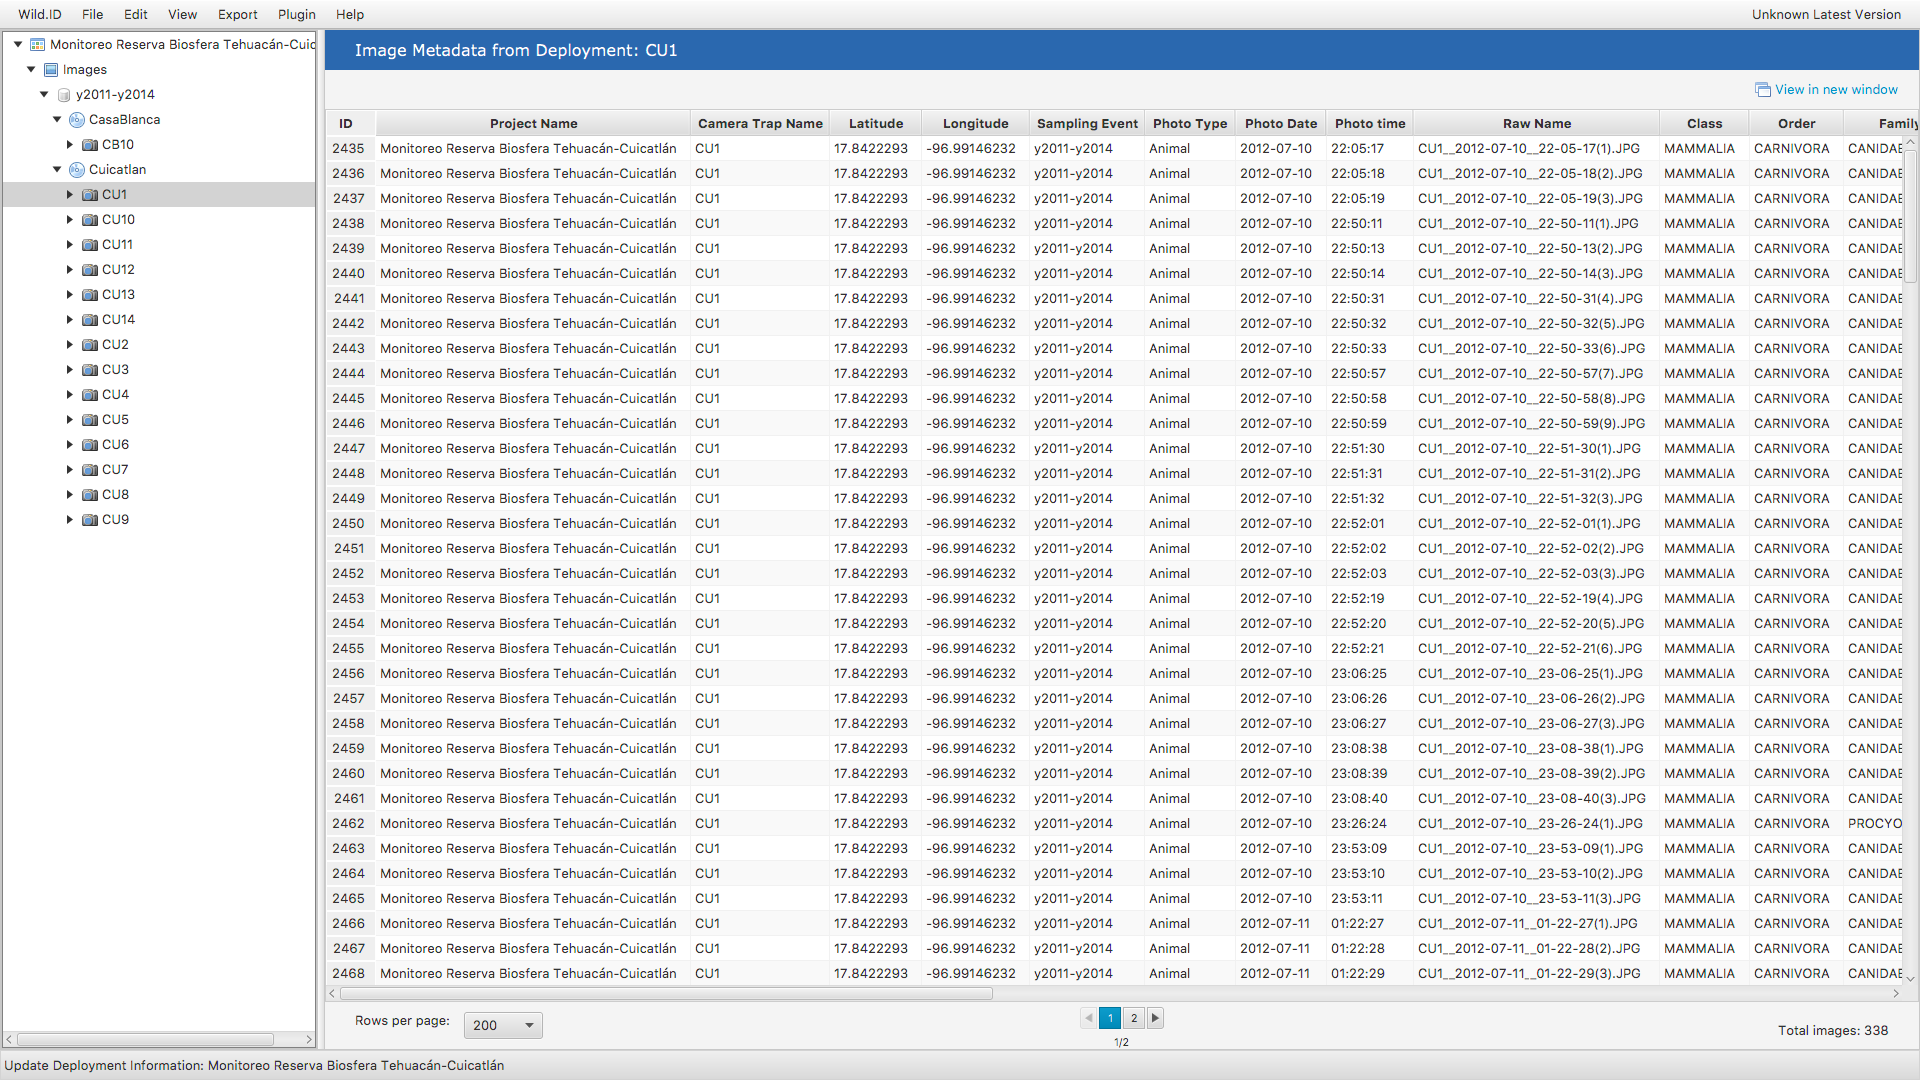 Wild.ID File Edit View Export Plugin Help Unknown Latest Version
Monitoreo Reserva Biosfera Tehuacán-Cuic
Images
y2011-y2014
CasaBlanca
CB10
Cuicatlan
CU1
CU10
CU11
CU12
CU13
CU14
CU2
CU3
CU4
CU5
CU6
CU7
CU8
CU9
Image Metadata from Deployment: CU1
View in new window
ID Project Name Camera Trap Name Latitude Longitude Sampling Event Photo Type Photo Date Photo time Raw Name Class Order Family
2435 Monitoreo Reserva Biosfera Tehuacán-Cuicatlán CU1 17.8422293 -96.99146232 y2011-y2014 Animal 2012-07-10 22:05:17 CU1__2012-07-10__22-05-17(1).JPG MAMMALIA CARNIVORA CANIDAE
2436 Monitoreo Reserva Biosfera Tehuacán-Cuicatlán CU1 17.8422293 -96.99146232 y2011-y2014 Animal 2012-07-10 22:05:18 CU1__2012-07-10__22-05-18(2).JPG MAMMALIA CARNIVORA CANIDAE
2437 Monitoreo Reserva Biosfera Tehuacán-Cuicatlán CU1 17.8422293 -96.99146232 y2011-y2014 Animal 2012-07-10 22:05:19 CU1__2012-07-10__22-05-19(3).JPG MAMMALIA CARNIVORA CANIDAE
2438 Monitoreo Reserva Biosfera Tehuacán-Cuicatlán CU1 17.8422293 -96.99146232 y2011-y2014 Animal 2012-07-10 22:50:11 CU1__2012-07-10__22-50-11(1).JPG MAMMALIA CARNIVORA CANIDAE
2439 Monitoreo Reserva Biosfera Tehuacán-Cuicatlán CU1 17.8422293 -96.99146232 y2011-y2014 Animal 2012-07-10 22:50:13 CU1__2012-07-10__22-50-13(2).JPG MAMMALIA CARNIVORA CANIDAE
2440 Monitoreo Reserva Biosfera Tehuacán-Cuicatlán CU1 17.8422293 -96.99146232 y2011-y2014 Animal 2012-07-10 22:50:14 CU1__2012-07-10__22-50-14(3).JPG MAMMALIA CARNIVORA CANIDAE
2441 Monitoreo Reserva Biosfera Tehuacán-Cuicatlán CU1 17.8422293 -96.99146232 y2011-y2014 Animal 2012-07-10 22:50:31 CU1__2012-07-10__22-50-31(4).JPG MAMMALIA CARNIVORA CANIDAE
2442 Monitoreo Reserva Biosfera Tehuacán-Cuicatlán CU1 17.8422293 -96.99146232 y2011-y2014 Animal 2012-07-10 22:50:32 CU1__2012-07-10__22-50-32(5).JPG MAMMALIA CARNIVORA CANIDAE
2443 Monitoreo Reserva Biosfera Tehuacán-Cuicatlán CU1 17.8422293 -96.99146232 y2011-y2014 Animal 2012-07-10 22:50:33 CU1__2012-07-10__22-50-33(6).JPG MAMMALIA CARNIVORA CANIDAE
2444 Monitoreo Reserva Biosfera Tehuacán-Cuicatlán CU1 17.8422293 -96.99146232 y2011-y2014 Animal 2012-07-10 22:50:57 CU1__2012-07-10__22-50-57(7).JPG MAMMALIA CARNIVORA CANIDAE
2445 Monitoreo Reserva Biosfera Tehuacán-Cuicatlán CU1 17.8422293 -96.99146232 y2011-y2014 Animal 2012-07-10 22:50:58 CU1__2012-07-10__22-50-58(8).JPG MAMMALIA CARNIVORA CANIDAE
2446 Monitoreo Reserva Biosfera Tehuacán-Cuicatlán CU1 17.8422293 -96.99146232 y2011-y2014 Animal 2012-07-10 22:50:59 CU1__2012-07-10__22-50-59(9).JPG MAMMALIA CARNIVORA CANIDAE
2447 Monitoreo Reserva Biosfera Tehuacán-Cuicatlán CU1 17.8422293 -96.99146232 y2011-y2014 Animal 2012-07-10 22:51:30 CU1__2012-07-10__22-51-30(1).JPG MAMMALIA CARNIVORA CANIDAE
2448 Monitoreo Reserva Biosfera Tehuacán-Cuicatlán CU1 17.8422293 -96.99146232 y2011-y2014 Animal 2012-07-10 22:51:31 CU1__2012-07-10__22-51-31(2).JPG MAMMALIA CARNIVORA CANIDAE
2449 Monitoreo Reserva Biosfera Tehuacán-Cuicatlán CU1 17.8422293 -96.99146232 y2011-y2014 Animal 2012-07-10 22:51:32 CU1__2012-07-10__22-51-32(3).JPG MAMMALIA CARNIVORA CANIDAE
2450 Monitoreo Reserva Biosfera Tehuacán-Cuicatlán CU1 17.8422293 -96.99146232 y2011-y2014 Animal 2012-07-10 22:52:01 CU1__2012-07-10__22-52-01(1).JPG MAMMALIA CARNIVORA CANIDAE
2451 Monitoreo Reserva Biosfera Tehuacán-Cuicatlán CU1 17.8422293 -96.99146232 y2011-y2014 Animal 2012-07-10 22:52:02 CU1__2012-07-10__22-52-02(2).JPG MAMMALIA CARNIVORA CANIDAE
2452 Monitoreo Reserva Biosfera Tehuacán-Cuicatlán CU1 17.8422293 -96.99146232 y2011-y2014 Animal 2012-07-10 22:52:03 CU1__2012-07-10__22-52-03(3).JPG MAMMALIA CARNIVORA CANIDAE
2453 Monitoreo Reserva Biosfera Tehuacán-Cuicatlán CU1 17.8422293 -96.99146232 y2011-y2014 Animal 2012-07-10 22:52:19 CU1__2012-07-10__22-52-19(4).JPG MAMMALIA CARNIVORA CANIDAE
2454 Monitoreo Reserva Biosfera Tehuacán-Cuicatlán CU1 17.8422293 -96.99146232 y2011-y2014 Animal 2012-07-10 22:52:20 CU1__2012-07-10__22-52-20(5).JPG MAMMALIA CARNIVORA CANIDAE
2455 Monitoreo Reserva Biosfera Tehuacán-Cuicatlán CU1 17.8422293 -96.99146232 y2011-y2014 Animal 2012-07-10 22:52:21 CU1__2012-07-10__22-52-21(6).JPG MAMMALIA CARNIVORA CANIDAE
2456 Monitoreo Reserva Biosfera Tehuacán-Cuicatlán CU1 17.8422293 -96.99146232 y2011-y2014 Animal 2012-07-10 23:06:25 CU1__2012-07-10__23-06-25(1).JPG MAMMALIA CARNIVORA CANIDAE
2457 Monitoreo Reserva Biosfera Tehuacán-Cuicatlán CU1 17.8422293 -96.99146232 y2011-y2014 Animal 2012-07-10 23:06:26 CU1__2012-07-10__23-06-26(2).JPG MAMMALIA CARNIVORA CANIDAE
2458 Monitoreo Reserva Biosfera Tehuacán-Cuicatlán CU1 17.8422293 -96.99146232 y2011-y2014 Animal 2012-07-10 23:06:27 CU1__2012-07-10__23-06-27(3).JPG MAMMALIA CARNIVORA CANIDAE
2459 Monitoreo Reserva Biosfera Tehuacán-Cuicatlán CU1 17.8422293 -96.99146232 y2011-y2014 Animal 2012-07-10 23:08:38 CU1__2012-07-10__23-08-38(1).JPG MAMMALIA CARNIVORA CANIDAE
2460 Monitoreo Reserva Biosfera Tehuacán-Cuicatlán CU1 17.8422293 -96.99146232 y2011-y2014 Animal 2012-07-10 23:08:39 CU1__2012-07-10__23-08-39(2).JPG MAMMALIA CARNIVORA CANIDAE
2461 Monitoreo Reserva Biosfera Tehuacán-Cuicatlán CU1 17.8422293 -96.99146232 y2011-y2014 Animal 2012-07-10 23:08:40 CU1__2012-07-10__23-08-40(3).JPG MAMMALIA CARNIVORA CANIDAE
2462 Monitoreo Reserva Biosfera Tehuacán-Cuicatlán CU1 17.8422293 -96.99146232 y2011-y2014 Animal 2012-07-10 23:26:24 CU1__2012-07-10__23-26-24(1).JPG MAMMALIA CARNIVORA PROCYO
2463 Monitoreo Reserva Biosfera Tehuacán-Cuicatlán CU1 17.8422293 -96.99146232 y2011-y2014 Animal 2012-07-10 23:53:09 CU1__2012-07-10__23-53-09(1).JPG MAMMALIA CARNIVORA CANIDAE
2464 Monitoreo Reserva Biosfera Tehuacán-Cuicatlán CU1 17.8422293 -96.99146232 y2011-y2014 Animal 2012-07-10 23:53:10 CU1__2012-07-10__23-53-10(2).JPG MAMMALIA CARNIVORA CANIDAE
2465 Monitoreo Reserva Biosfera Tehuacán-Cuicatlán CU1 17.8422293 -96.99146232 y2011-y2014 Animal 2012-07-10 23:53:11 CU1__2012-07-10__23-53-11(3).JPG MAMMALIA CARNIVORA CANIDAE
2466 Monitoreo Reserva Biosfera Tehuacán-Cuicatlán CU1 17.8422293 -96.99146232 y2011-y2014 Animal 2012-07-11 01:22:27 CU1__2012-07-11__01-22-27(1).JPG MAMMALIA CARNIVORA CANIDAE
2467 Monitoreo Reserva Biosfera Tehuacán-Cuicatlán CU1 17.8422293 -96.99146232 y2011-y2014 Animal 2012-07-11 01:22:28 CU1__2012-07-11__01-22-28(2).JPG MAMMALIA CARNIVORA CANIDAE
2468 Monitoreo Reserva Biosfera Tehuacán-Cuicatlán CU1 17.8422293 -96.99146232 y2011-y2014 Animal 2012-07-11 01:22:29 CU1__2012-07-11__01-22-29(3).JPG MAMMALIA CARNIVORA CANIDAE
Rows per page: 200 1 2
1/2
Total images: 338
Update Deployment Information: Monitoreo Reserva Biosfera Tehuacán-Cuicatlán